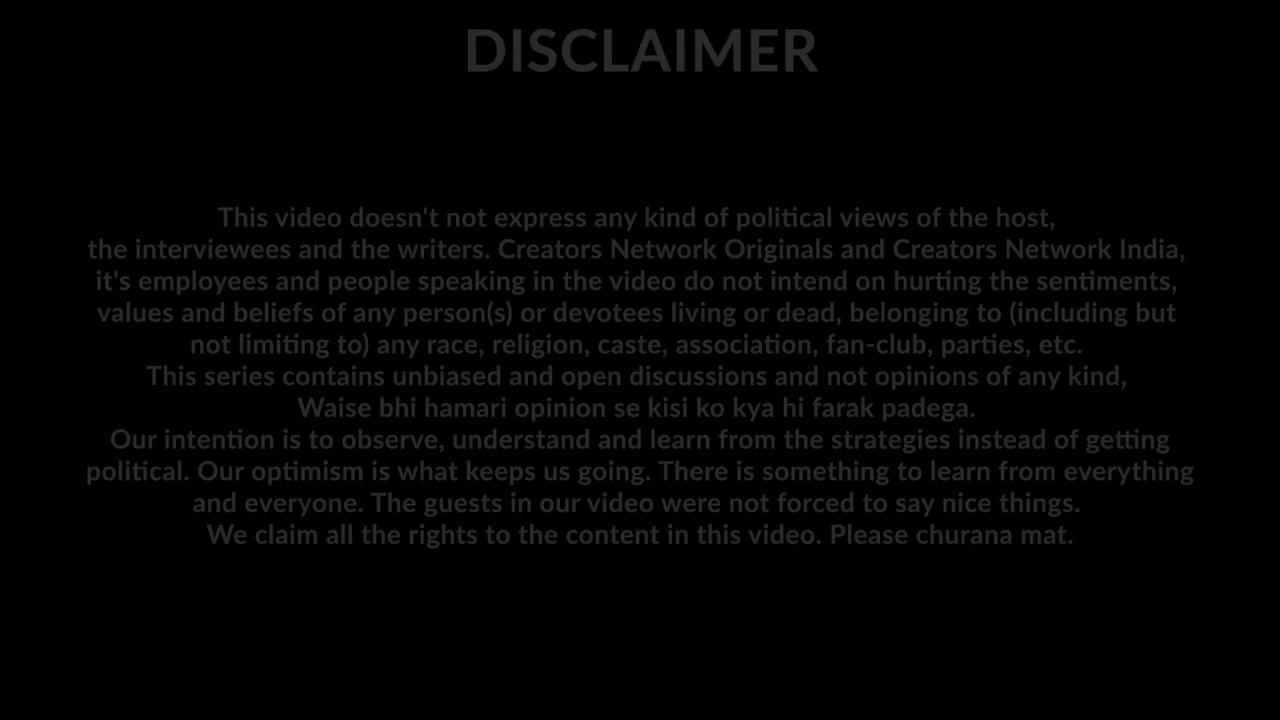 DISCLAIMER
This video doesn't not express any kind of political views of the host,
the interviewees and the writers. Creators Network Originals and Creators Network India,
it's employees and people speaking in the video do not intend on hurting the sentiments,
values and beliefs of any person(s) or devotees living or dead, belonging to (including but
not limiting to) any race, religion, caste, association, fan-club, parties, etc.
This series contains unbiased and open discussions and not opinions of any kind,
Waise bhi hamari opinion se kisi ko kya hi farak padega.
Our intention is to observe, understand and learn from the strategies instead of getting
political. Our optimism is what keeps us going. There is something to learn from everything
and everyone. The guests in our video were not forced to say nice things.
We claim all the rights to the content in this video. Please churana mat.